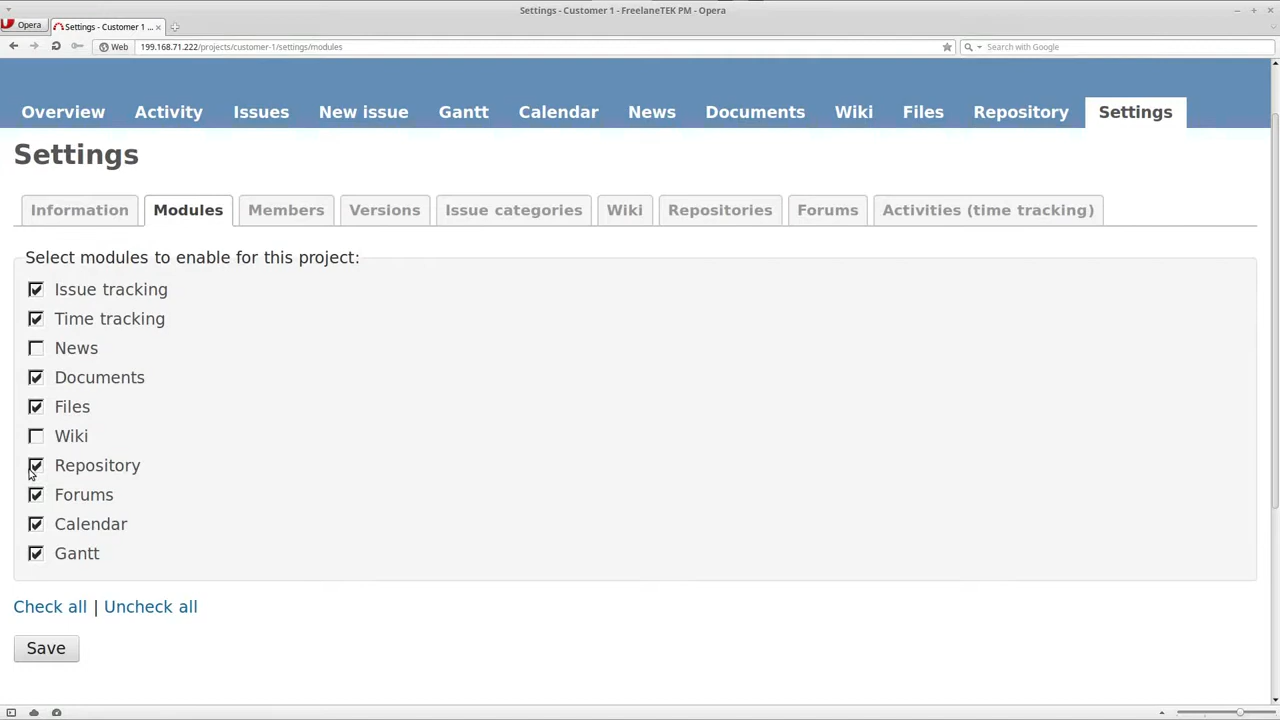 Settings - Customer 1 - FreelaneTEK PM - Opera
Opera
Settings - Customer 1 ...
Web
199.168.71.222/projects/customer-1/settings/modules
Search with Google
Overview Activity Issues New issue Gantt Calendar News Documents Wiki Files Repository Settings
Settings
Information Modules Members Versions Issue categories Wiki Repositories Forums Activities (time tracking)
Select modules to enable for this project:
Issue tracking
Time tracking
News
Documents
Files
Wiki
Repository
Forums
Calendar
Gantt
Check all | Uncheck all
Save